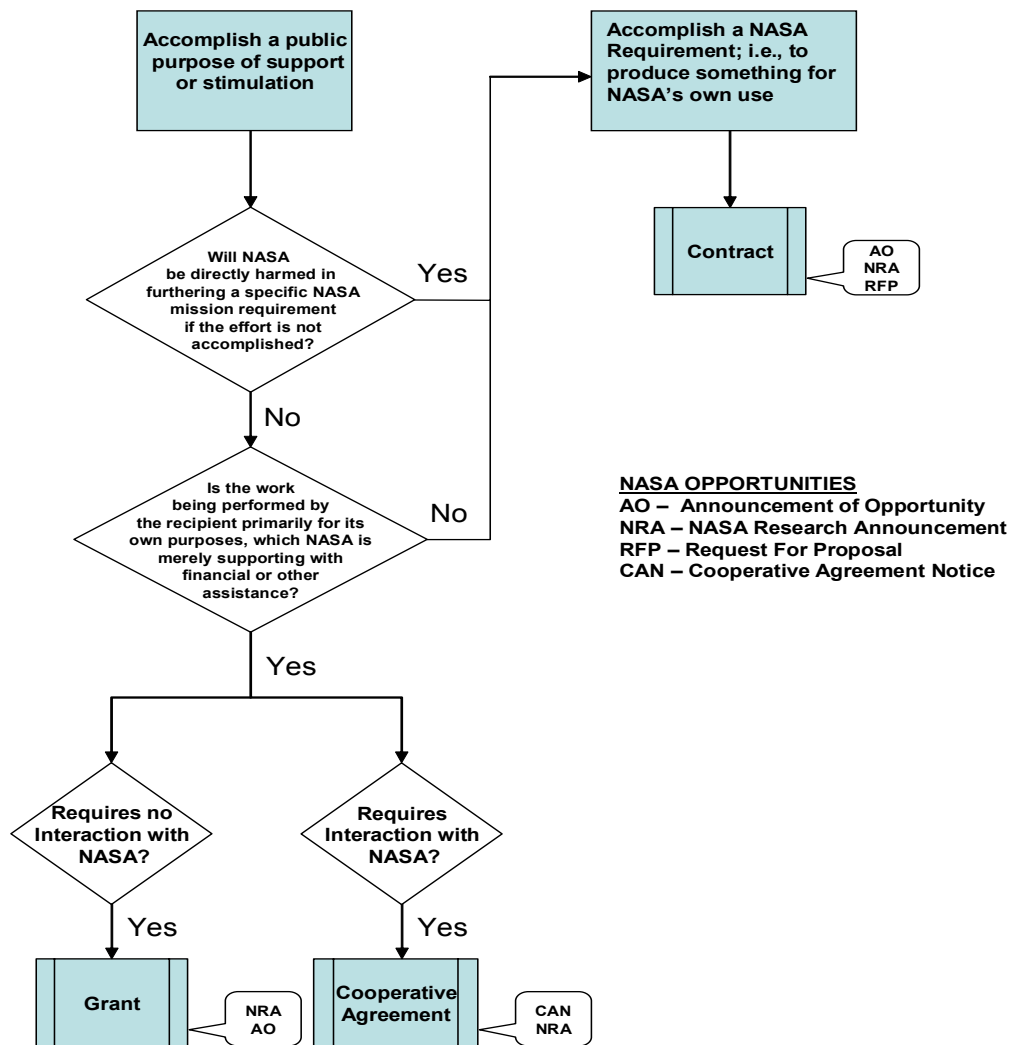 Accomplish a public
purpose of support
or stimulation
Accomplish a NASA
Requirement; i.e., to
produce something for
NASA's own use
Contract
AO
NRA
RFP
Will NASA
be directly harmed in
furthering a specific NASA
mission requirement
if the effort is not
accomplished?
Yes
No
Is the work
being performed by
the recipient primarily for its
own purposes, which NASA is
merely supporting with
financial or other
assistance?
No
Yes
NASA OPPORTUNITIES
AO – Announcement of Opportunity
NRA – NASA Research Announcement
RFP – Request For Proposal
CAN – Cooperative Agreement Notice
Requires no
Interaction with
NASA?
Yes
Grant
NRA
AO
Requires
Interaction with
NASA?
Yes
Cooperative
Agreement
CAN
NRA